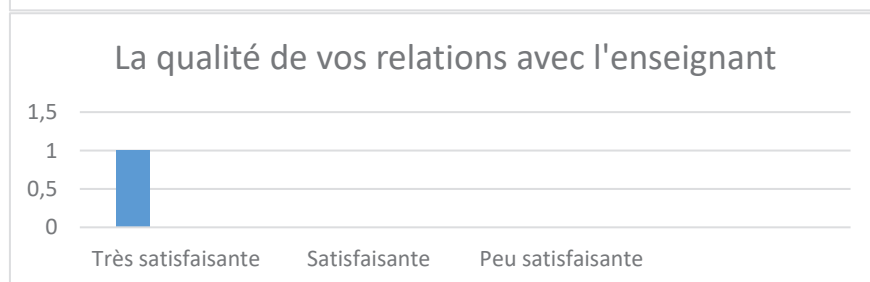 La qualité de vos relations avec l'enseignant
1,5
1
0,5
0
Très satisfaisante Satisfaisante Peu satisfaisante